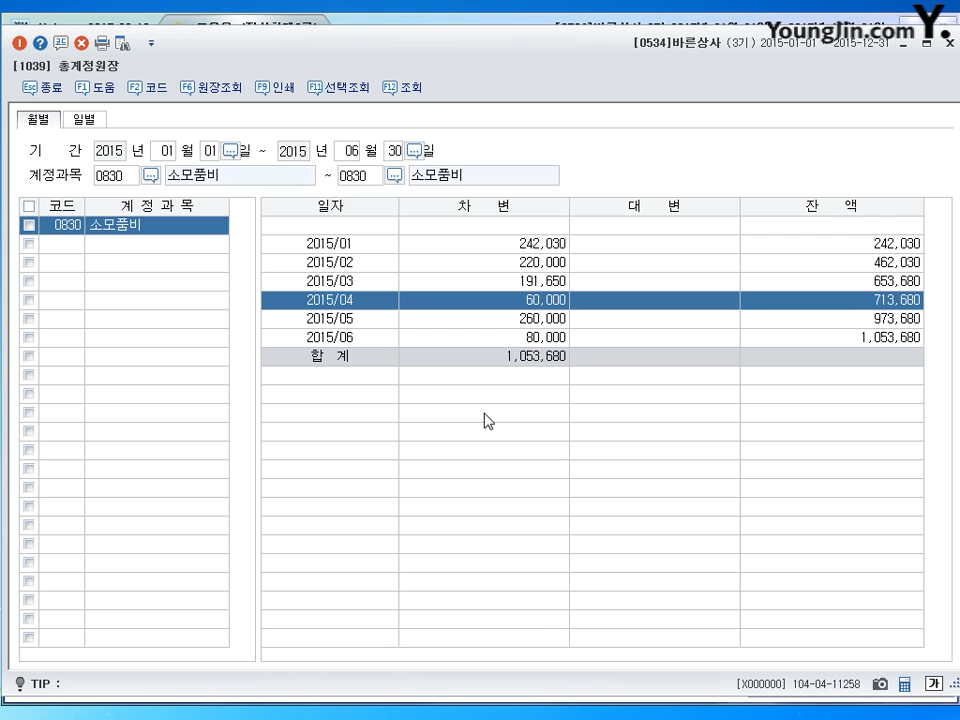 YoungJin.com Y.
[0534]바른상사 (3기) 2015-01-01 ~ 2015-12-31
[1039] 총계정원장
Esc 종료 F1 도움 F2 코드 F6 원장조회 F9 인쇄 F11 선택조회 F12 조회
월별 일별
기 간 2015 년 01 월 01 일 ~ 2015 년 06 월 30 일
계정과목 0830 소모품비 ~ 0830 소모품비
코드 계 정 과 목 일자 차 변 대 변 잔 액
0830 소모품비
2015/01 242,030 242,030
2015/02 220,000 462,030
2015/03 191,650 653,680
2015/04 60,000 713,680
2015/05 260,000 973,680
2015/06 80,000 1,053,680
합 계 1,053,680
TIP : [X000000] 104-04-11258 가